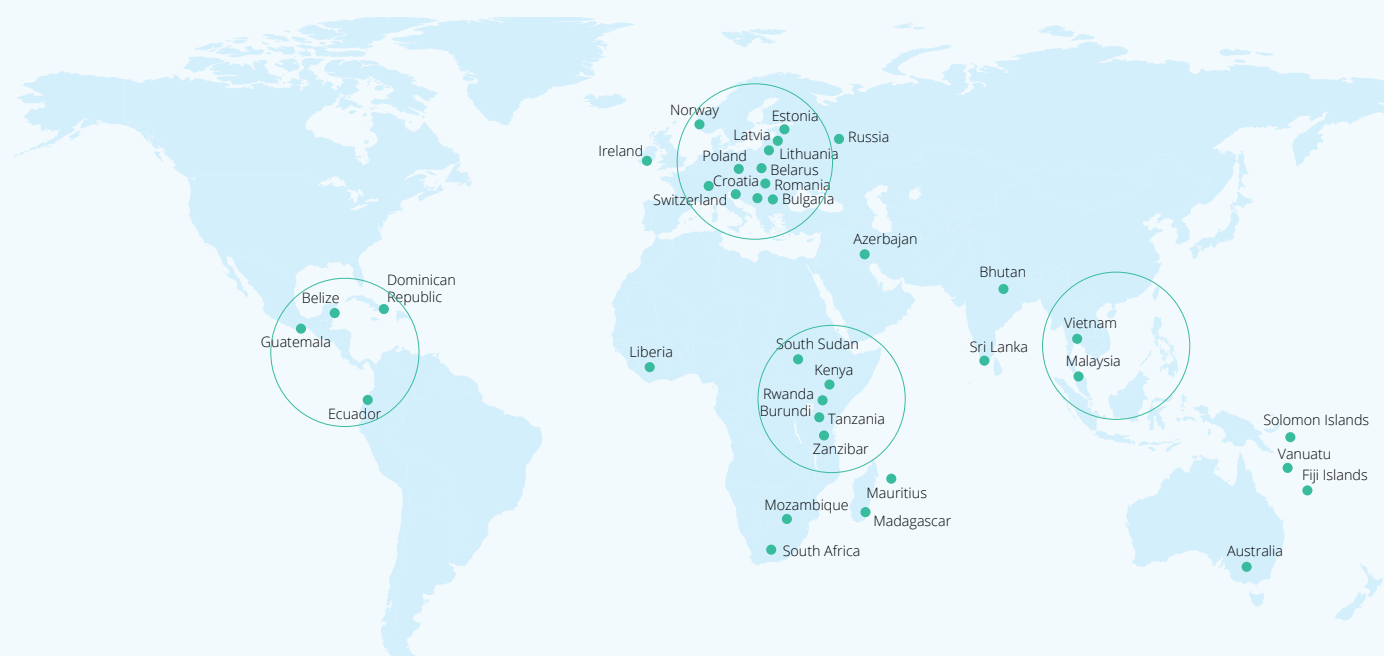 Norway
Estonia
Latvia
Russia
Ireland
Lithuania
Poland
Belarus
Croatia
Romania
Switzerland
Bulgaria
Azerbajan
Bhutan
Dominican
Republic
Belize
Guatemala
Ecuador
Liberia
South Sudan
Kenya
Rwanda
Burundi
Tanzania
Zanzibar
Sri Lanka
Vietnam
Malaysia
Solomon Islands
Vanuatu
Fiji Islands
Mauritius
Mozambique
Madagascar
South Africa
Australia